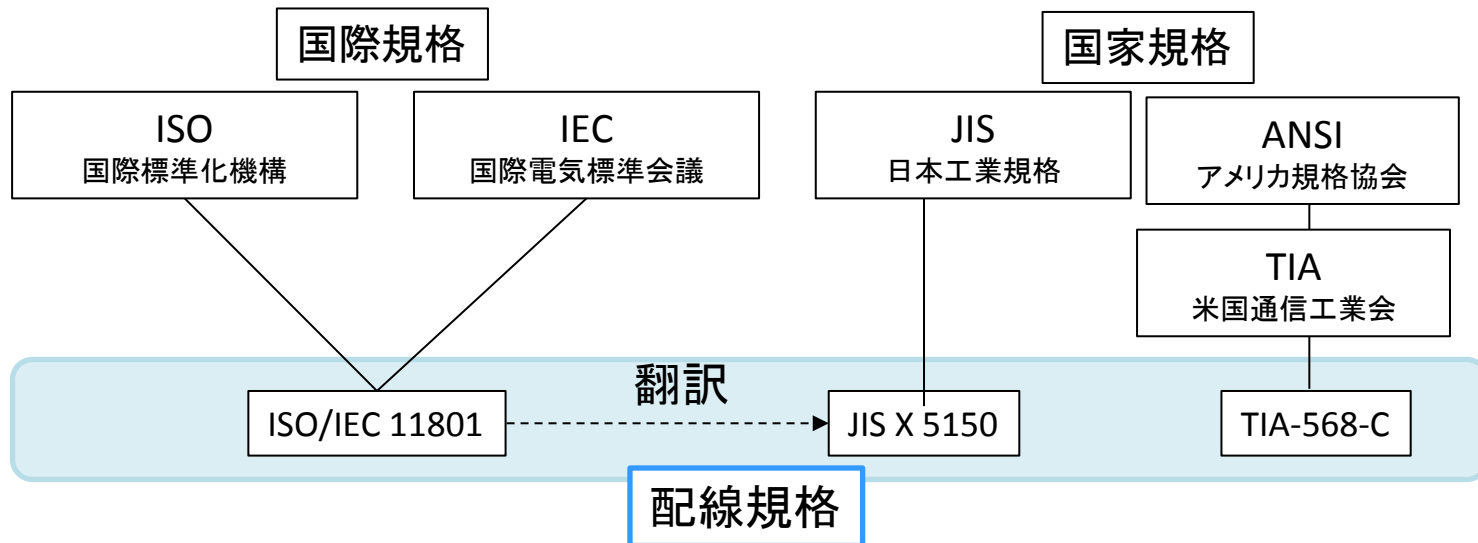 国際規格
国家規格
ISO
国際標準化機構
IEC
国際電気標準会議
JIS
日本工業規格
ANSI
アメリカ規格協会
TIA
米国通信工業会
翻訳
ISO/IEC 11801
JIS X 5150
TIA-568-C
配線規格